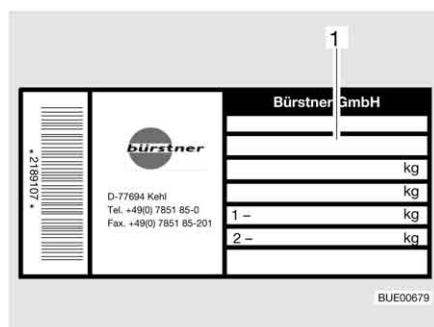 1
Bürstner GmbH
* 2189107 *
bürstner
D-77694 Kehl
Tel. +49(0) 7851 85-0
Fax. +49(0) 7851 85-201
kg
kg
1 – kg
2 – kg
BUE00679